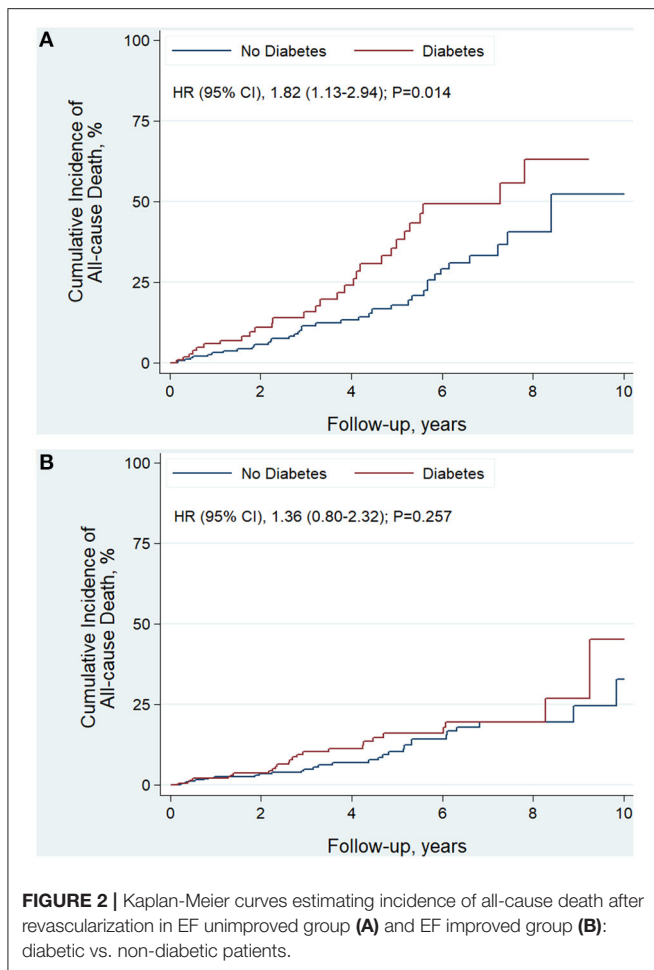 A
No Diabetes
Diabetes
HR (95% CI), 1.82 (1.13-2.94); P=0.014
Cumulative Incidence of
All-cause Death, %
100
75
50
25
0
0 2 4 6 8 10
Follow-up, years
B
No Diabetes
Diabetes
HR (95% CI), 1.36 (0.80-2.32); P=0.257
Cumulative Incidence of
All-cause Death, %
100
75
50
25
0
0 2 4 6 8 10
Follow-up, years
FIGURE 2 | Kaplan-Meier curves estimating incidence of all-cause death after
revascularization in EF unimproved group (A) and EF improved group (B):
diabetic vs. non-diabetic patients.